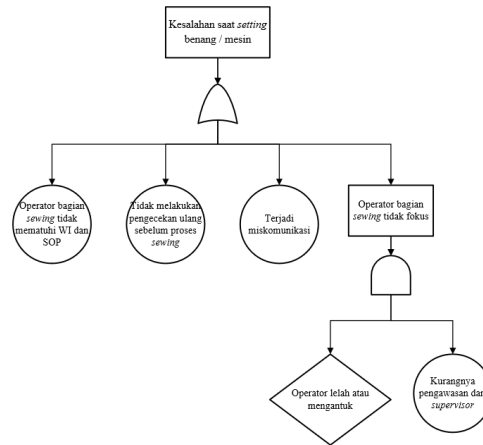 Kesalahan saat setting
benang / mesin
Operator bagian
sewing tidak
mematuhi WI dan
SOP
Tidak melakukan
pengecekan ulang
sebelum proses
sewing
Terjadi
miskomunikasi
Operator bagian
sewing tidak fokus
Operator lelah atau
mengantuk
Kurangnya
pengawasan dari
supervisor